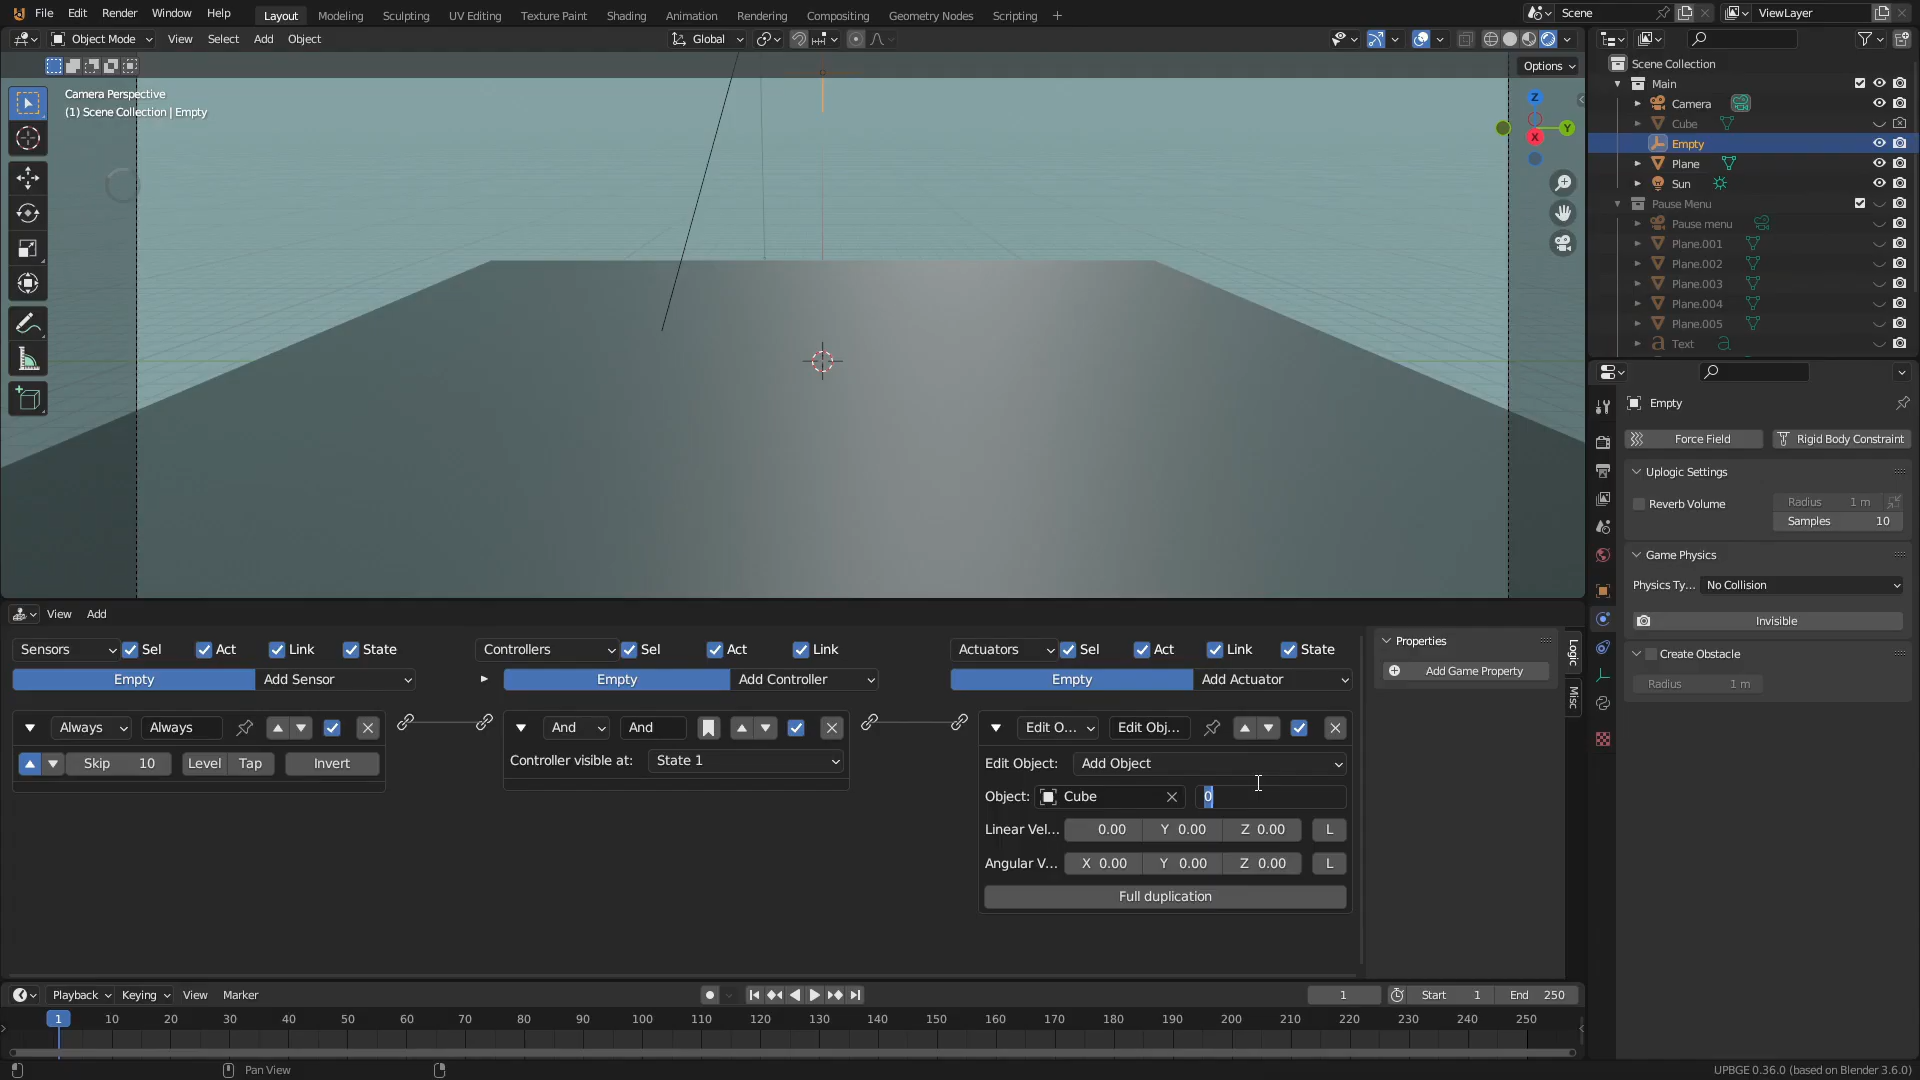 File Edit Render Window Help Layout Modeling Sculpting UV Editing Texture Paint Shading Animation Rendering Compositing Geometry Nodes Scripting + Scene ViewLayer
Object Mode View Select Add Object Global
Options
Camera Perspective
(1) Scene Collection | Empty
Z
Y
X
Scene Collection
Main
Camera
Cube
Empty
Plane
Sun
Pause Menu
Pause menu
Plane.001
Plane.002
Plane.003
Plane.004
Plane.005
Text
Empty
Force Field Rigid Body Constraint
Uplogic Settings
Reverb Volume Radius 1 m
Samples 10
Game Physics
Physics Ty... No Collision
Invisible
Create Obstacle
Radius 1 m
View Add
Sensors Sel Act Link State Controllers Sel Act Link Actuators Sel Act Link State
Empty Add Sensor Empty Add Controller Empty Add Actuator
Always Always And And Edit O... Edit Obj...
Skip 10 Level Tap Invert Controller visible at: State 1 Edit Object: Add Object
Object: Cube 0
Linear Vel... 0.00 Y 0.00 Z 0.00 L
Angular V... X 0.00 Y 0.00 Z 0.00 L
Full duplication
Properties
Add Game Property
Logic
Misc
Playback Keying View Marker 1 Start 1 End 250
1 10 20 30 40 50 60 70 80 90 100 110 120 130 140 150 160 170 180 190 200 210 220 230 240 250
Pan View UPBGE 0.36.0 (based on Blender 3.6.0)